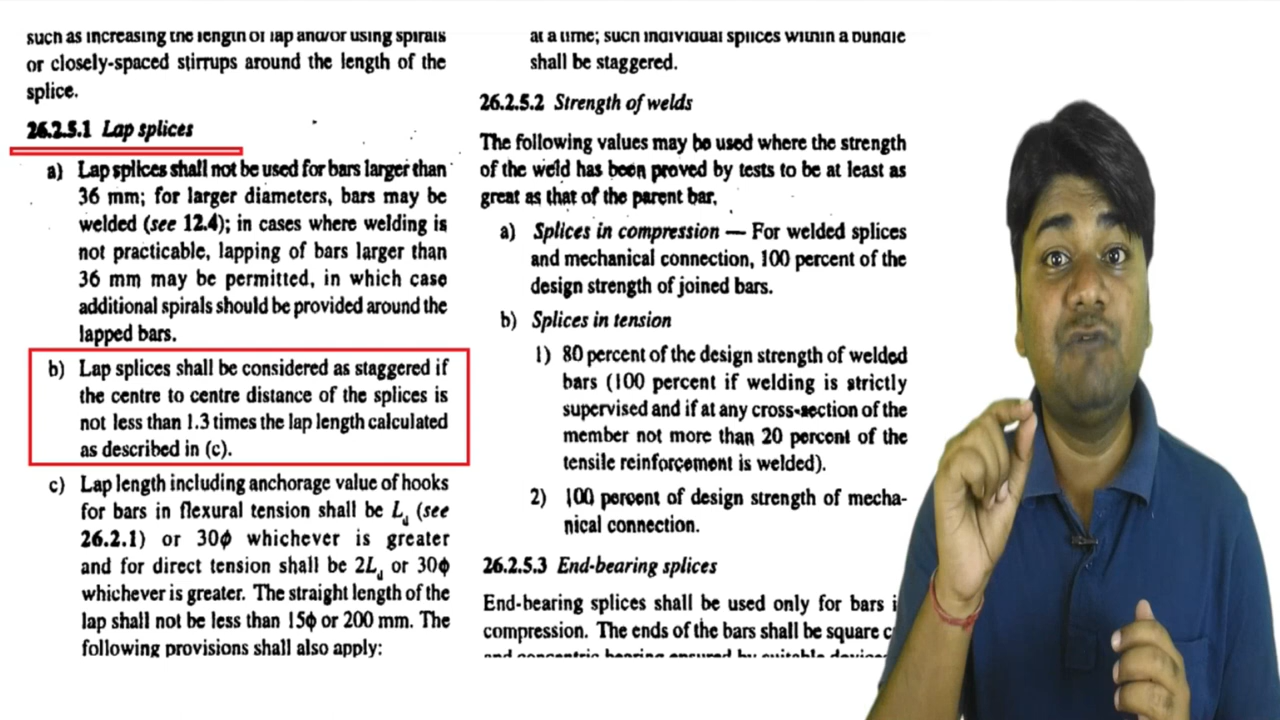 such as increasing the length of lap and/or using spirals
or closely-spaced stirrups around the length of the
splice.
26.2.5.1 Lap splices
a) Lap splices shall not be used for bars larger than
36 mm; for larger diameters, bars may be
welded (see 12.4); in cases where welding is
not practicable, lapping of bars larger than
36 mm may be permitted, in which case
additional spirals should be provided around the
lapped bars.
b) Lap splices shall be considered as staggered if
the centre to centre distance of the splices is
not less than 1.3 times the lap length calculated
as described in (c).
c) Lap length including anchorage value of hooks
for bars in flexural tension shall be Ld (see
26.2.1) or 30ϕ whichever is greater
and for direct tension shall be 2Ld or 30ϕ
whichever is greater. The straight length of the
lap shall not be less than 15ϕ or 200 mm. The
following provisions shall also apply:
at a time; such individual splices within a bundle
shall be staggered.
26.2.5.2 Strength of welds
The following values may be used where the strength
of the weld has been proved by tests to be at least as
great as that of the parent bar.
a) Splices in compression — For welded splices
and mechanical connection, 100 percent of the
design strength of joined bars.
b) Splices in tension
1) 80 percent of the design strength of welded
bars (100 percent if welding is strictly
supervised and if at any cross-section of the
member not more than 20 percent of the
tensile reinforcement is welded).
2) 100 percent of design strength of mecha-
nical connection.
26.2.5.3 End-bearing splices
End-bearing splices shall be used only for bars
compression. The ends of the bars shall be square
and concentric bearing ensured by suitable